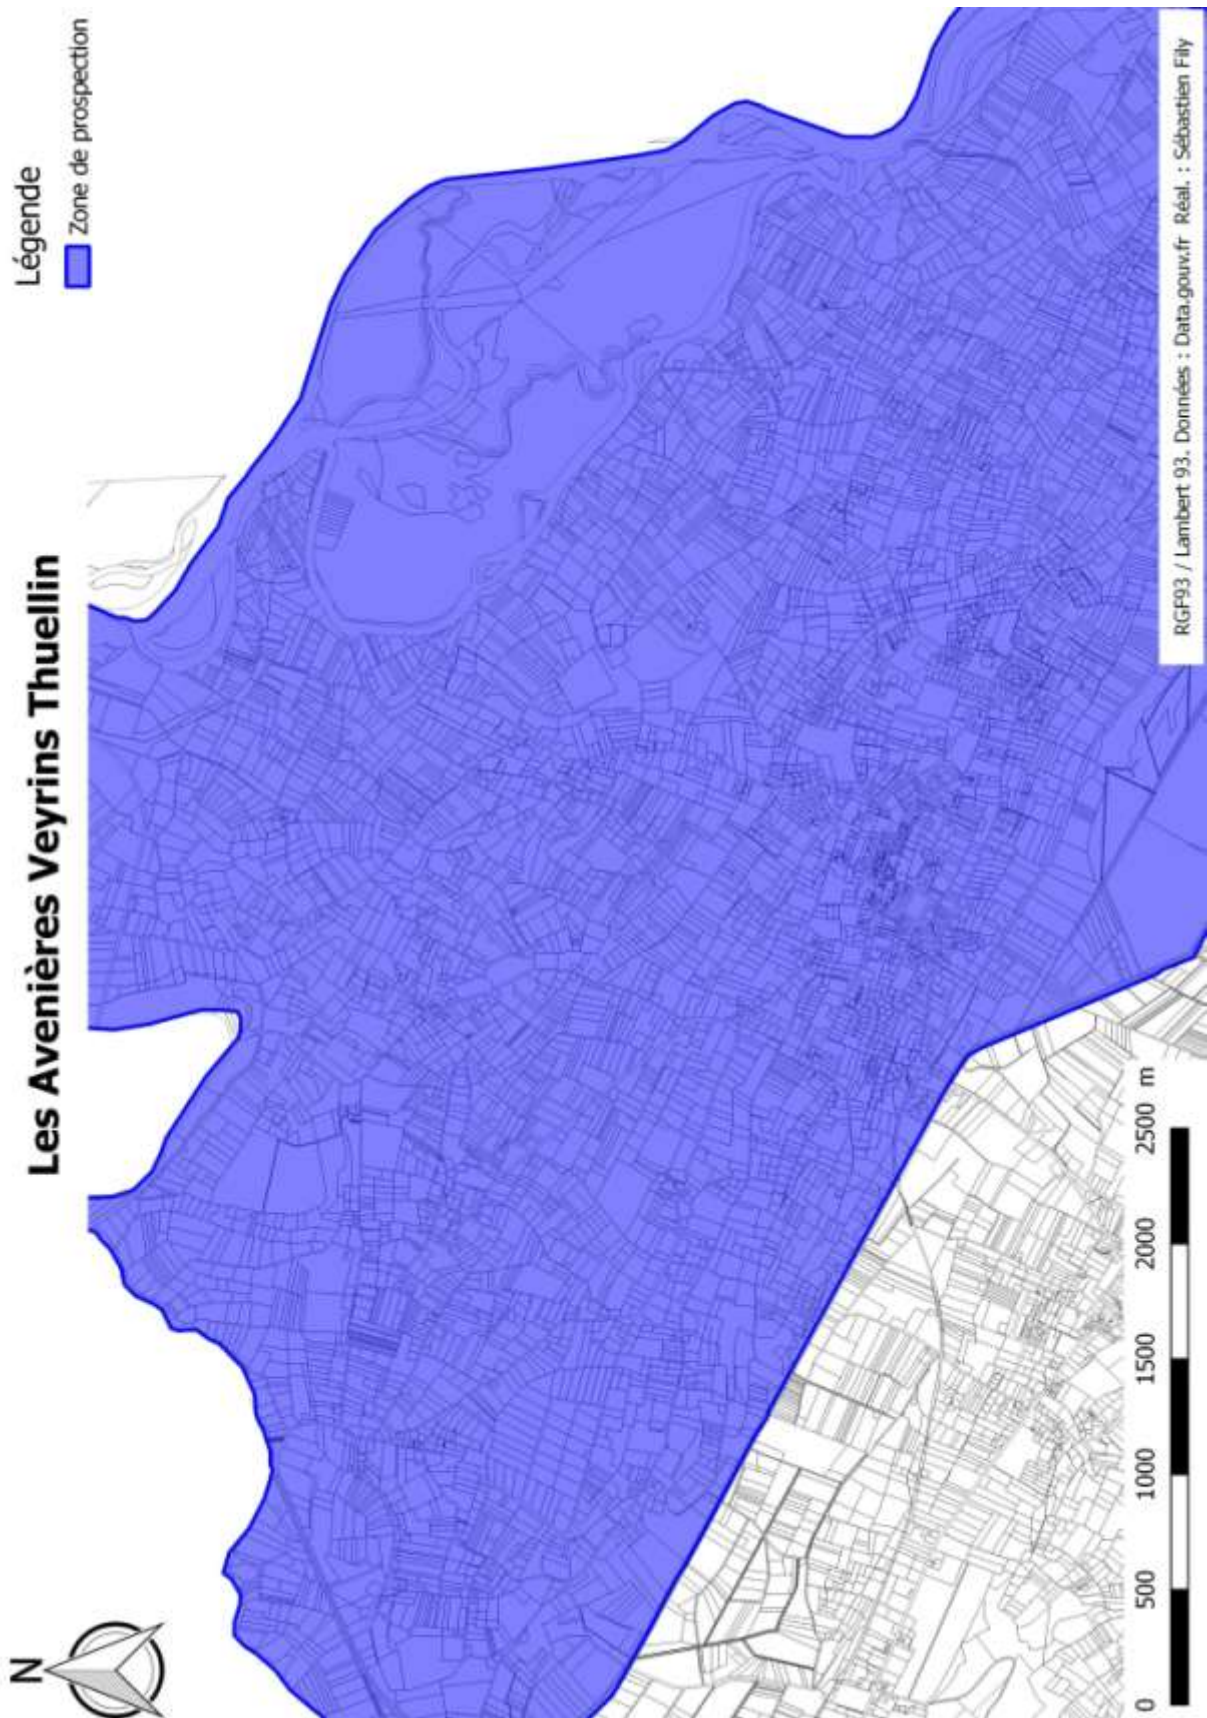 Les Avenières Veyrins Thuellin
N
Légende
Zone de prospection
0 500 1000 1500 2000 2500 m
RGF93 / Lambert 93. Données : Data.gouv.fr Réal. : Sébastien Fily